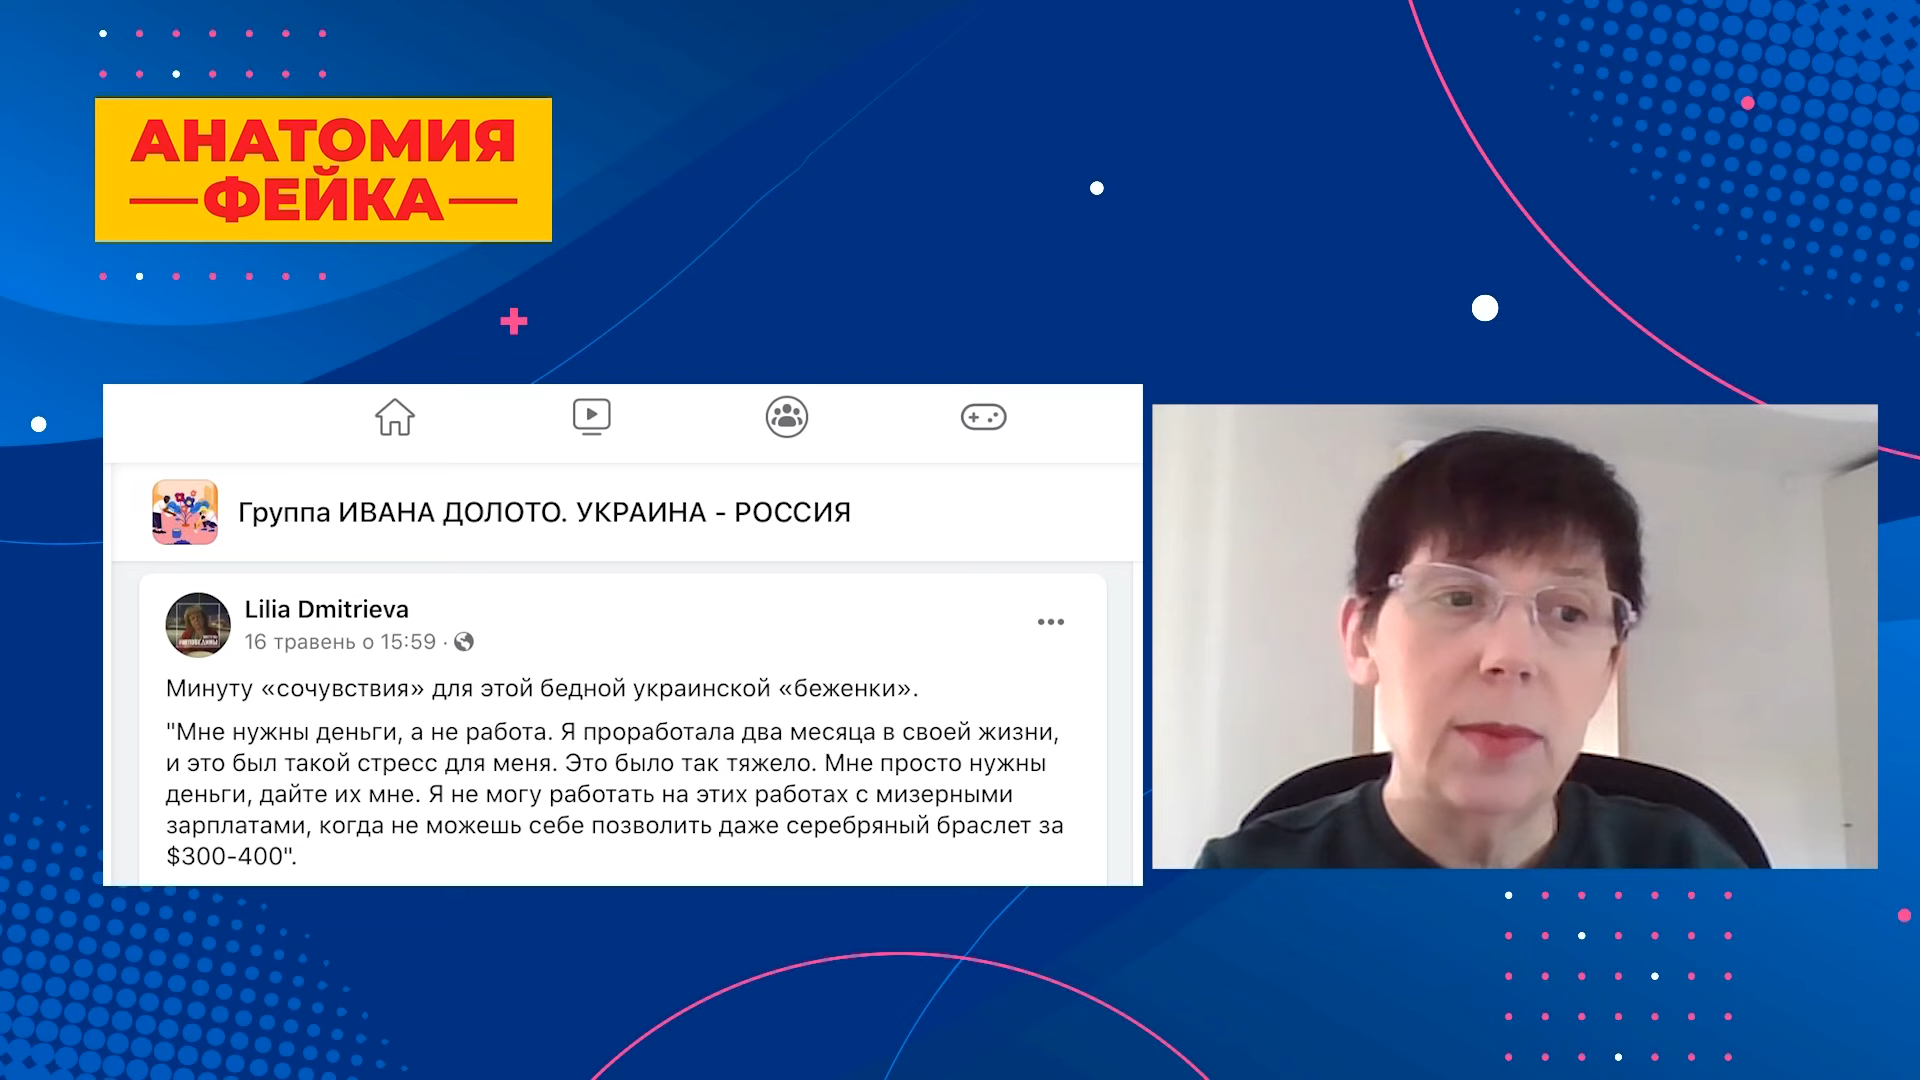 АНАТОМИЯ
ФЕЙКА
Группа ИВАНА ДОЛОТО. УКРАИНА - РОССИЯ
Lilia Dmitrieva
16 травень о 15:59 ·
Минуту «сочувствия» для этой бедной украинской «беженки».
"Мне нужны деньги, а не работа. Я проработала два месяца в своей жизни,
и это был такой стресс для меня. Это было так тяжело. Мне просто нужны
деньги, дайте их мне. Я не могу работать на этих работах с мизерными
зарплатами, когда не можешь себе позволить даже серебряный браслет за
$300-400".